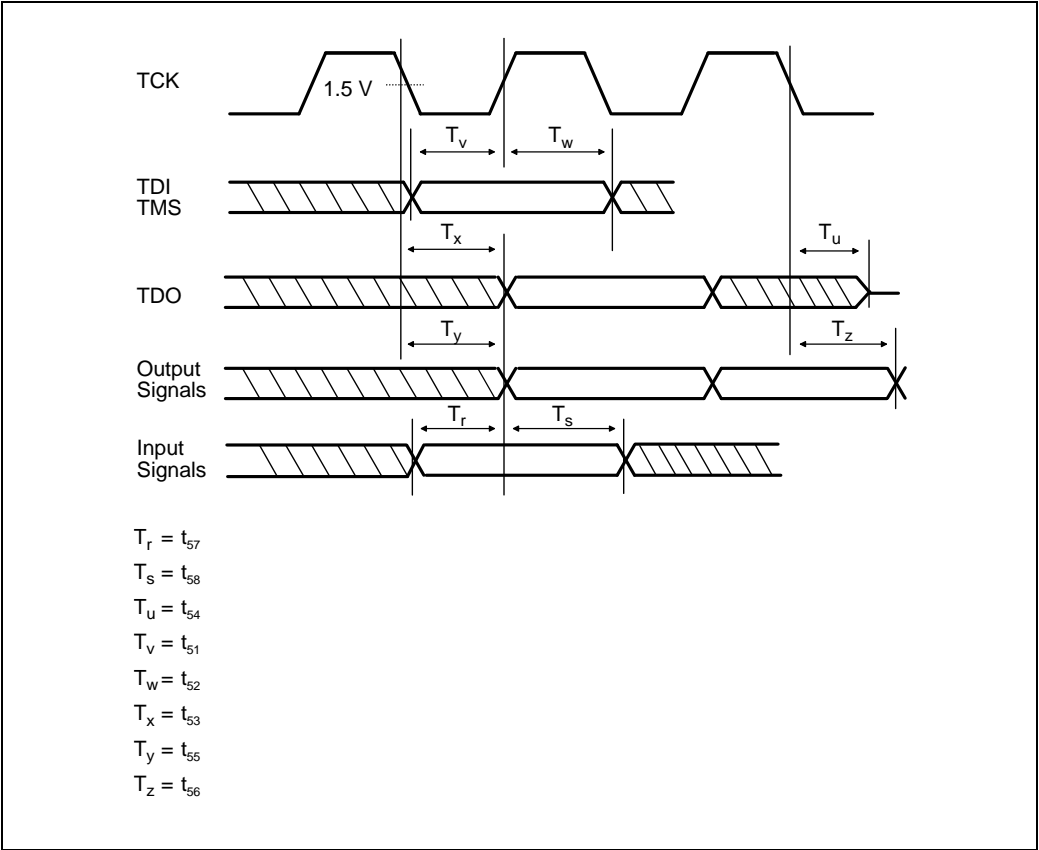 TCK
1.5 V
Tv
Tw
TDI
TMS
Tx
Tu
TDO
Ty
Tz
Output
Signals
Tr
Ts
Input
Signals
Tr = t57
Ts = t58
Tu = t54
Tv = t51
Tw = t52
Tx = t53
Ty = t55
Tz = t56